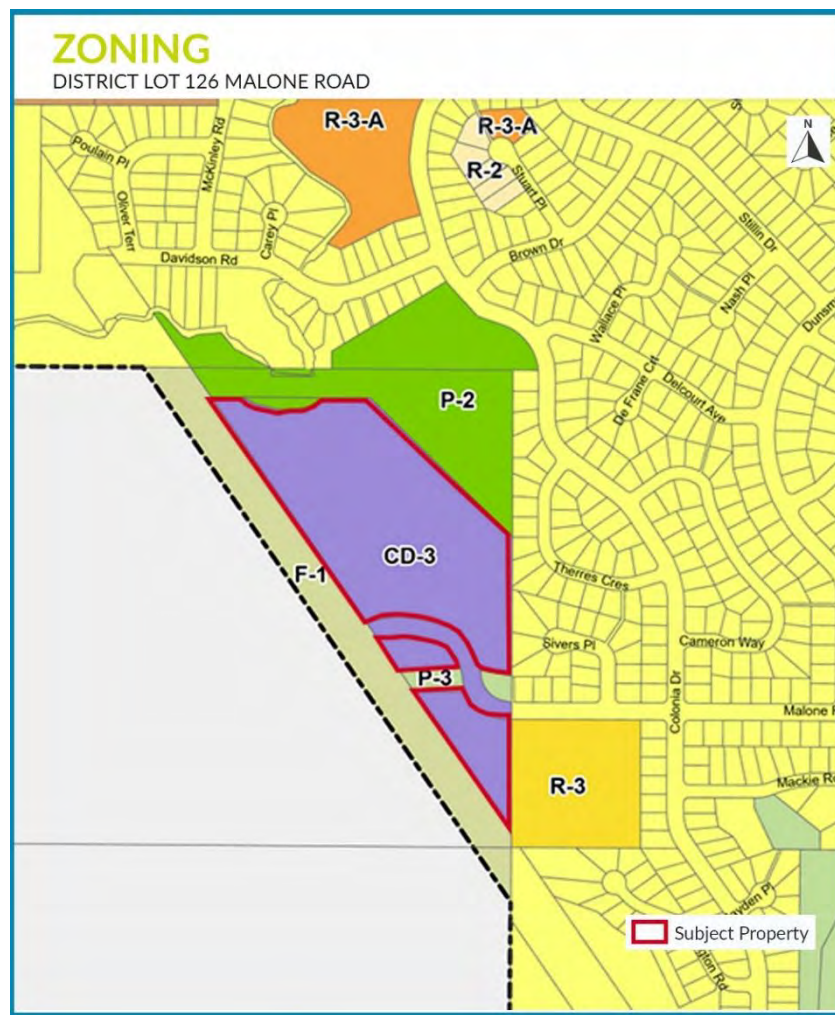 ZONING
DISTRICT LOT 126 MALONE ROAD
N
R-3-A
R-3-A
R-2
Poulain Pl
McKinley Rd
Oliver Terr
Carey Pl
Davidson Rd
Stuart Pl
Brown Dr
Stillin Dr
Wallace Pl
Nash Pl
Delcourt Ave
De Frane Crt
P-2
CD-3
F-1
Therres Cres
Sivers Pl
Cameron Way
P-3
Colonia Dr
Malone
R-3
Mackie
Subject Property